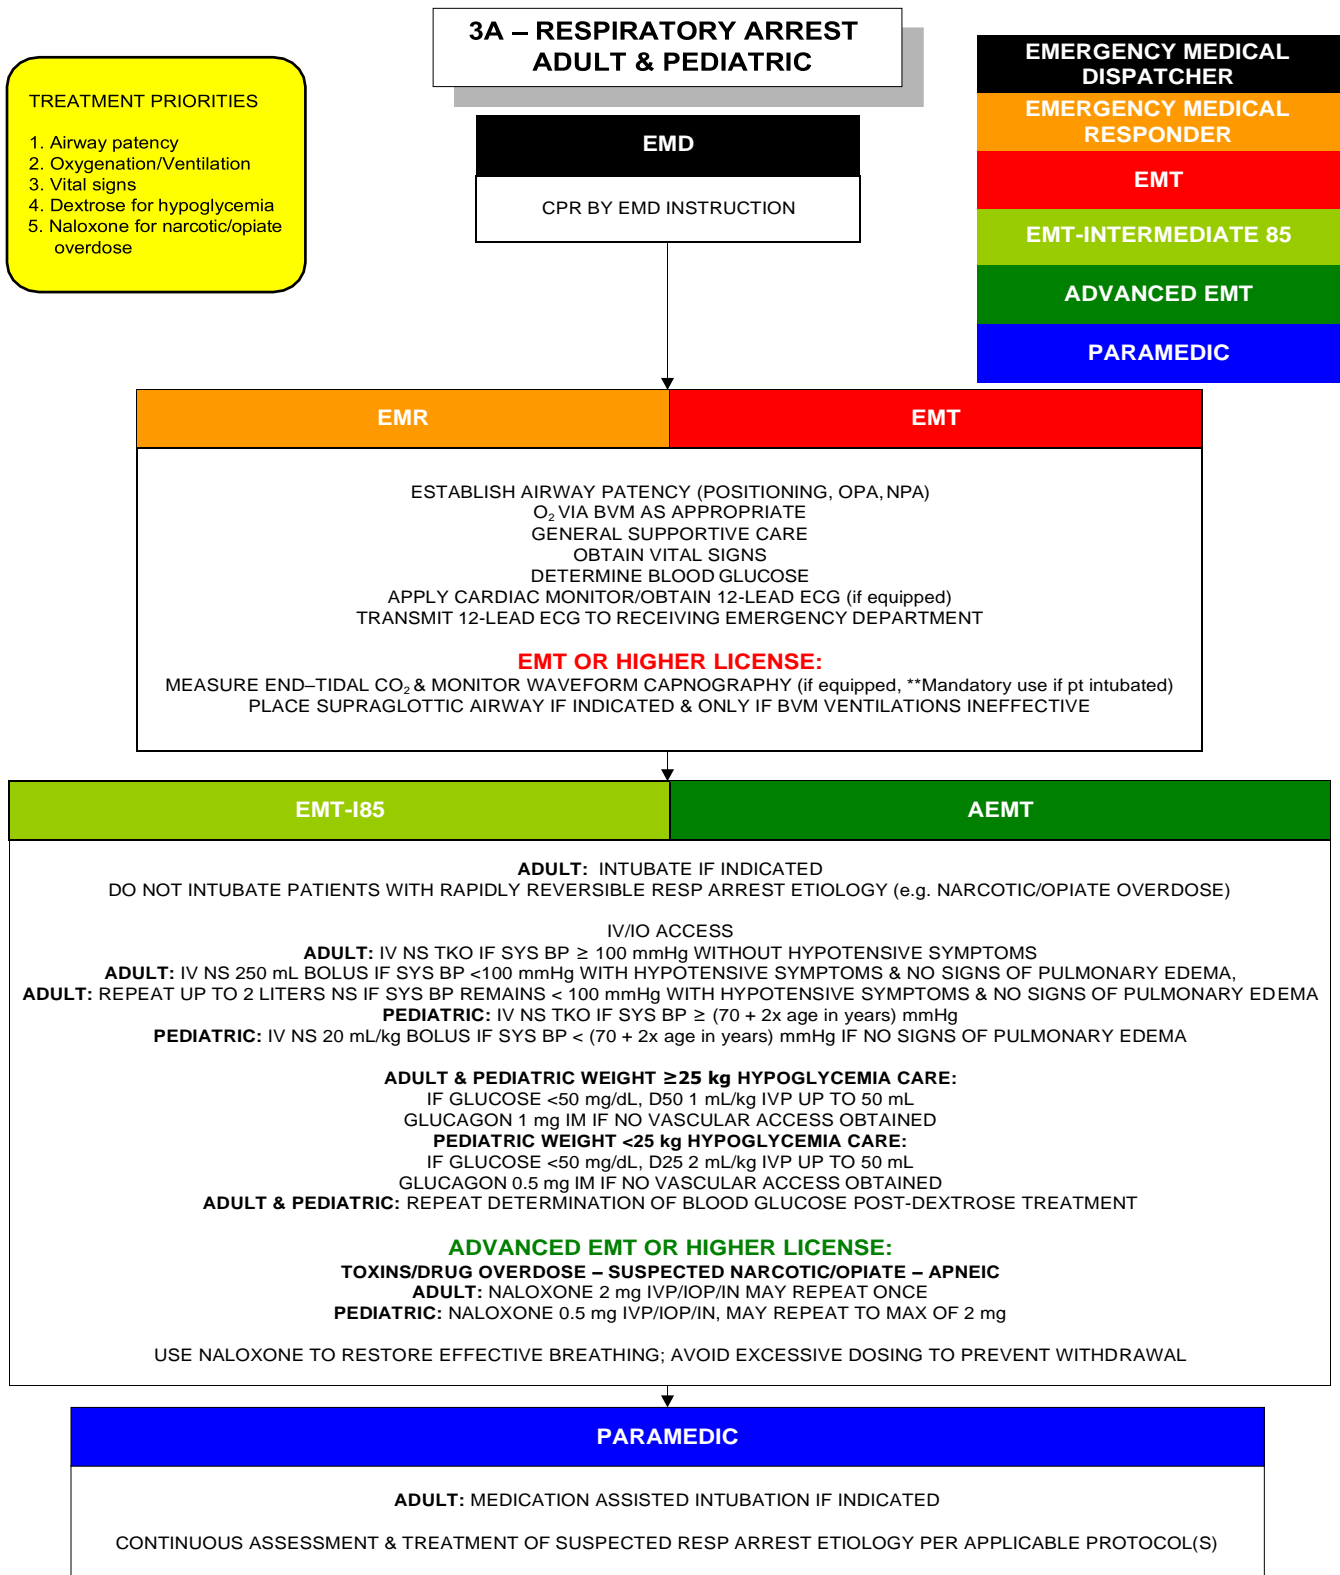 3A – RESPIRATORY ARREST
ADULT & PEDIATRIC
TREATMENT PRIORITIES
1. Airway patency
2. Oxygenation/Ventilation
3. Vital signs
4. Dextrose for hypoglycemia
5. Naloxone for narcotic/opiate
overdose
EMERGENCY MEDICAL
DISPATCHER
EMERGENCY MEDICAL
RESPONDER
EMT
EMT-INTERMEDIATE 85
ADVANCED EMT
PARAMEDIC
EMD
CPR BY EMD INSTRUCTION
EMR
EMT
ESTABLISH AIRWAY PATENCY (POSITIONING, OPA, NPA)
O₂ VIA BVM AS APPROPRIATE
GENERAL SUPPORTIVE CARE
OBTAIN VITAL SIGNS
DETERMINE BLOOD GLUCOSE
APPLY CARDIAC MONITOR/OBTAIN 12-LEAD ECG (if equipped)
TRANSMIT 12-LEAD ECG TO RECEIVING EMERGENCY DEPARTMENT
EMT OR HIGHER LICENSE:
MEASURE END–TIDAL CO₂ & MONITOR WAVEFORM CAPNOGRAPHY (if equipped, **Mandatory use if pt intubated)
PLACE SUPRAGLOTTIC AIRWAY IF INDICATED & ONLY IF BVM VENTILATIONS INEFFECTIVE
EMT-I85
AEMT
ADULT: INTUBATE IF INDICATED
DO NOT INTUBATE PATIENTS WITH RAPIDLY REVERSIBLE RESP ARREST ETIOLOGY (e.g. NARCOTIC/OPIATE OVERDOSE)
IV/IO ACCESS
ADULT: IV NS TKO IF SYS BP ≥ 100 mmHg WITHOUT HYPOTENSIVE SYMPTOMS
ADULT: IV NS 250 mL BOLUS IF SYS BP <100 mmHg WITH HYPOTENSIVE SYMPTOMS & NO SIGNS OF PULMONARY EDEMA,
ADULT: REPEAT UP TO 2 LITERS NS IF SYS BP REMAINS < 100 mmHg WITH HYPOTENSIVE SYMPTOMS & NO SIGNS OF PULMONARY EDEMA
PEDIATRIC: IV NS TKO IF SYS BP ≥ (70 + 2x age in years) mmHg
PEDIATRIC: IV NS 20 mL/kg BOLUS IF SYS BP < (70 + 2x age in years) mmHg IF NO SIGNS OF PULMONARY EDEMA
ADULT & PEDIATRIC WEIGHT ≥25 kg HYPOGLYCEMIA CARE:
IF GLUCOSE <50 mg/dL, D50 1 mL/kg IVP UP TO 50 mL
GLUCAGON 1 mg IM IF NO VASCULAR ACCESS OBTAINED
PEDIATRIC WEIGHT <25 kg HYPOGLYCEMIA CARE:
IF GLUCOSE <50 mg/dL, D25 2 mL/kg IVP UP TO 50 mL
GLUCAGON 0.5 mg IM IF NO VASCULAR ACCESS OBTAINED
ADULT & PEDIATRIC: REPEAT DETERMINATION OF BLOOD GLUCOSE POST-DEXTROSE TREATMENT
ADVANCED EMT OR HIGHER LICENSE:
TOXINS/DRUG OVERDOSE – SUSPECTED NARCOTIC/OPIATE – APNEIC
ADULT: NALOXONE 2 mg IVP/IOP/IN MAY REPEAT ONCE
PEDIATRIC: NALOXONE 0.5 mg IVP/IOP/IN, MAY REPEAT TO MAX OF 2 mg
USE NALOXONE TO RESTORE EFFECTIVE BREATHING; AVOID EXCESSIVE DOSING TO PREVENT WITHDRAWAL
PARAMEDIC
ADULT: MEDICATION ASSISTED INTUBATION IF INDICATED
CONTINUOUS ASSESSMENT & TREATMENT OF SUSPECTED RESP ARREST ETIOLOGY PER APPLICABLE PROTOCOL(S)